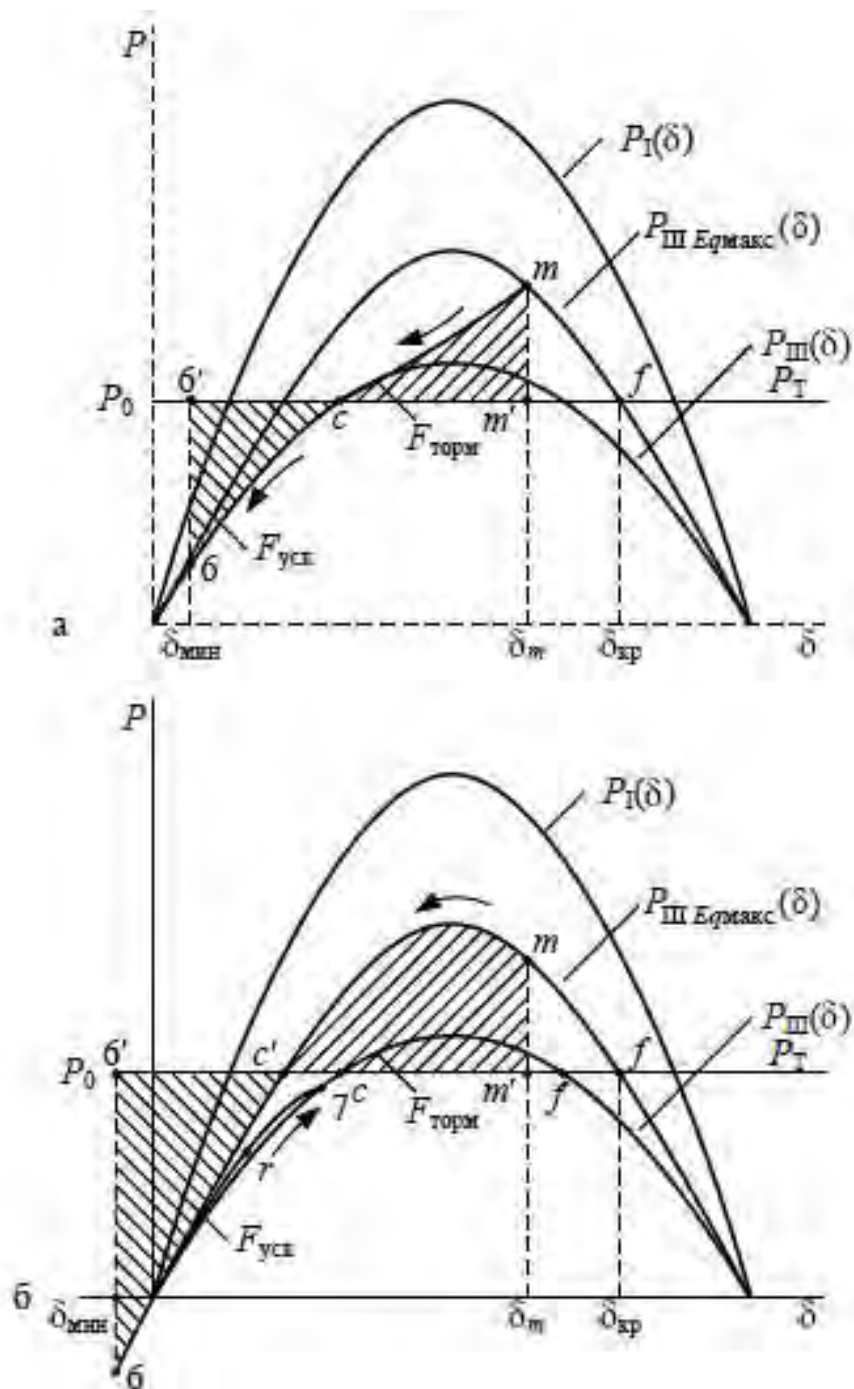 P
P_I(δ)
P_III Eqмакс(δ)
m
P_III(δ)
б′
f
P_0
P_T
c
F_торм
m′
F_уск
б
а
δ_мин
δ_m
δ_кр
δ
P
P_I(δ)
P_III Eqмакс(δ)
m
P_III(δ)
c′
б′
f
P_0
P_T
7
c
F_торм
m′
f
r
F_уск
б
δ_мин
δ_m
δ_кр
δ
б